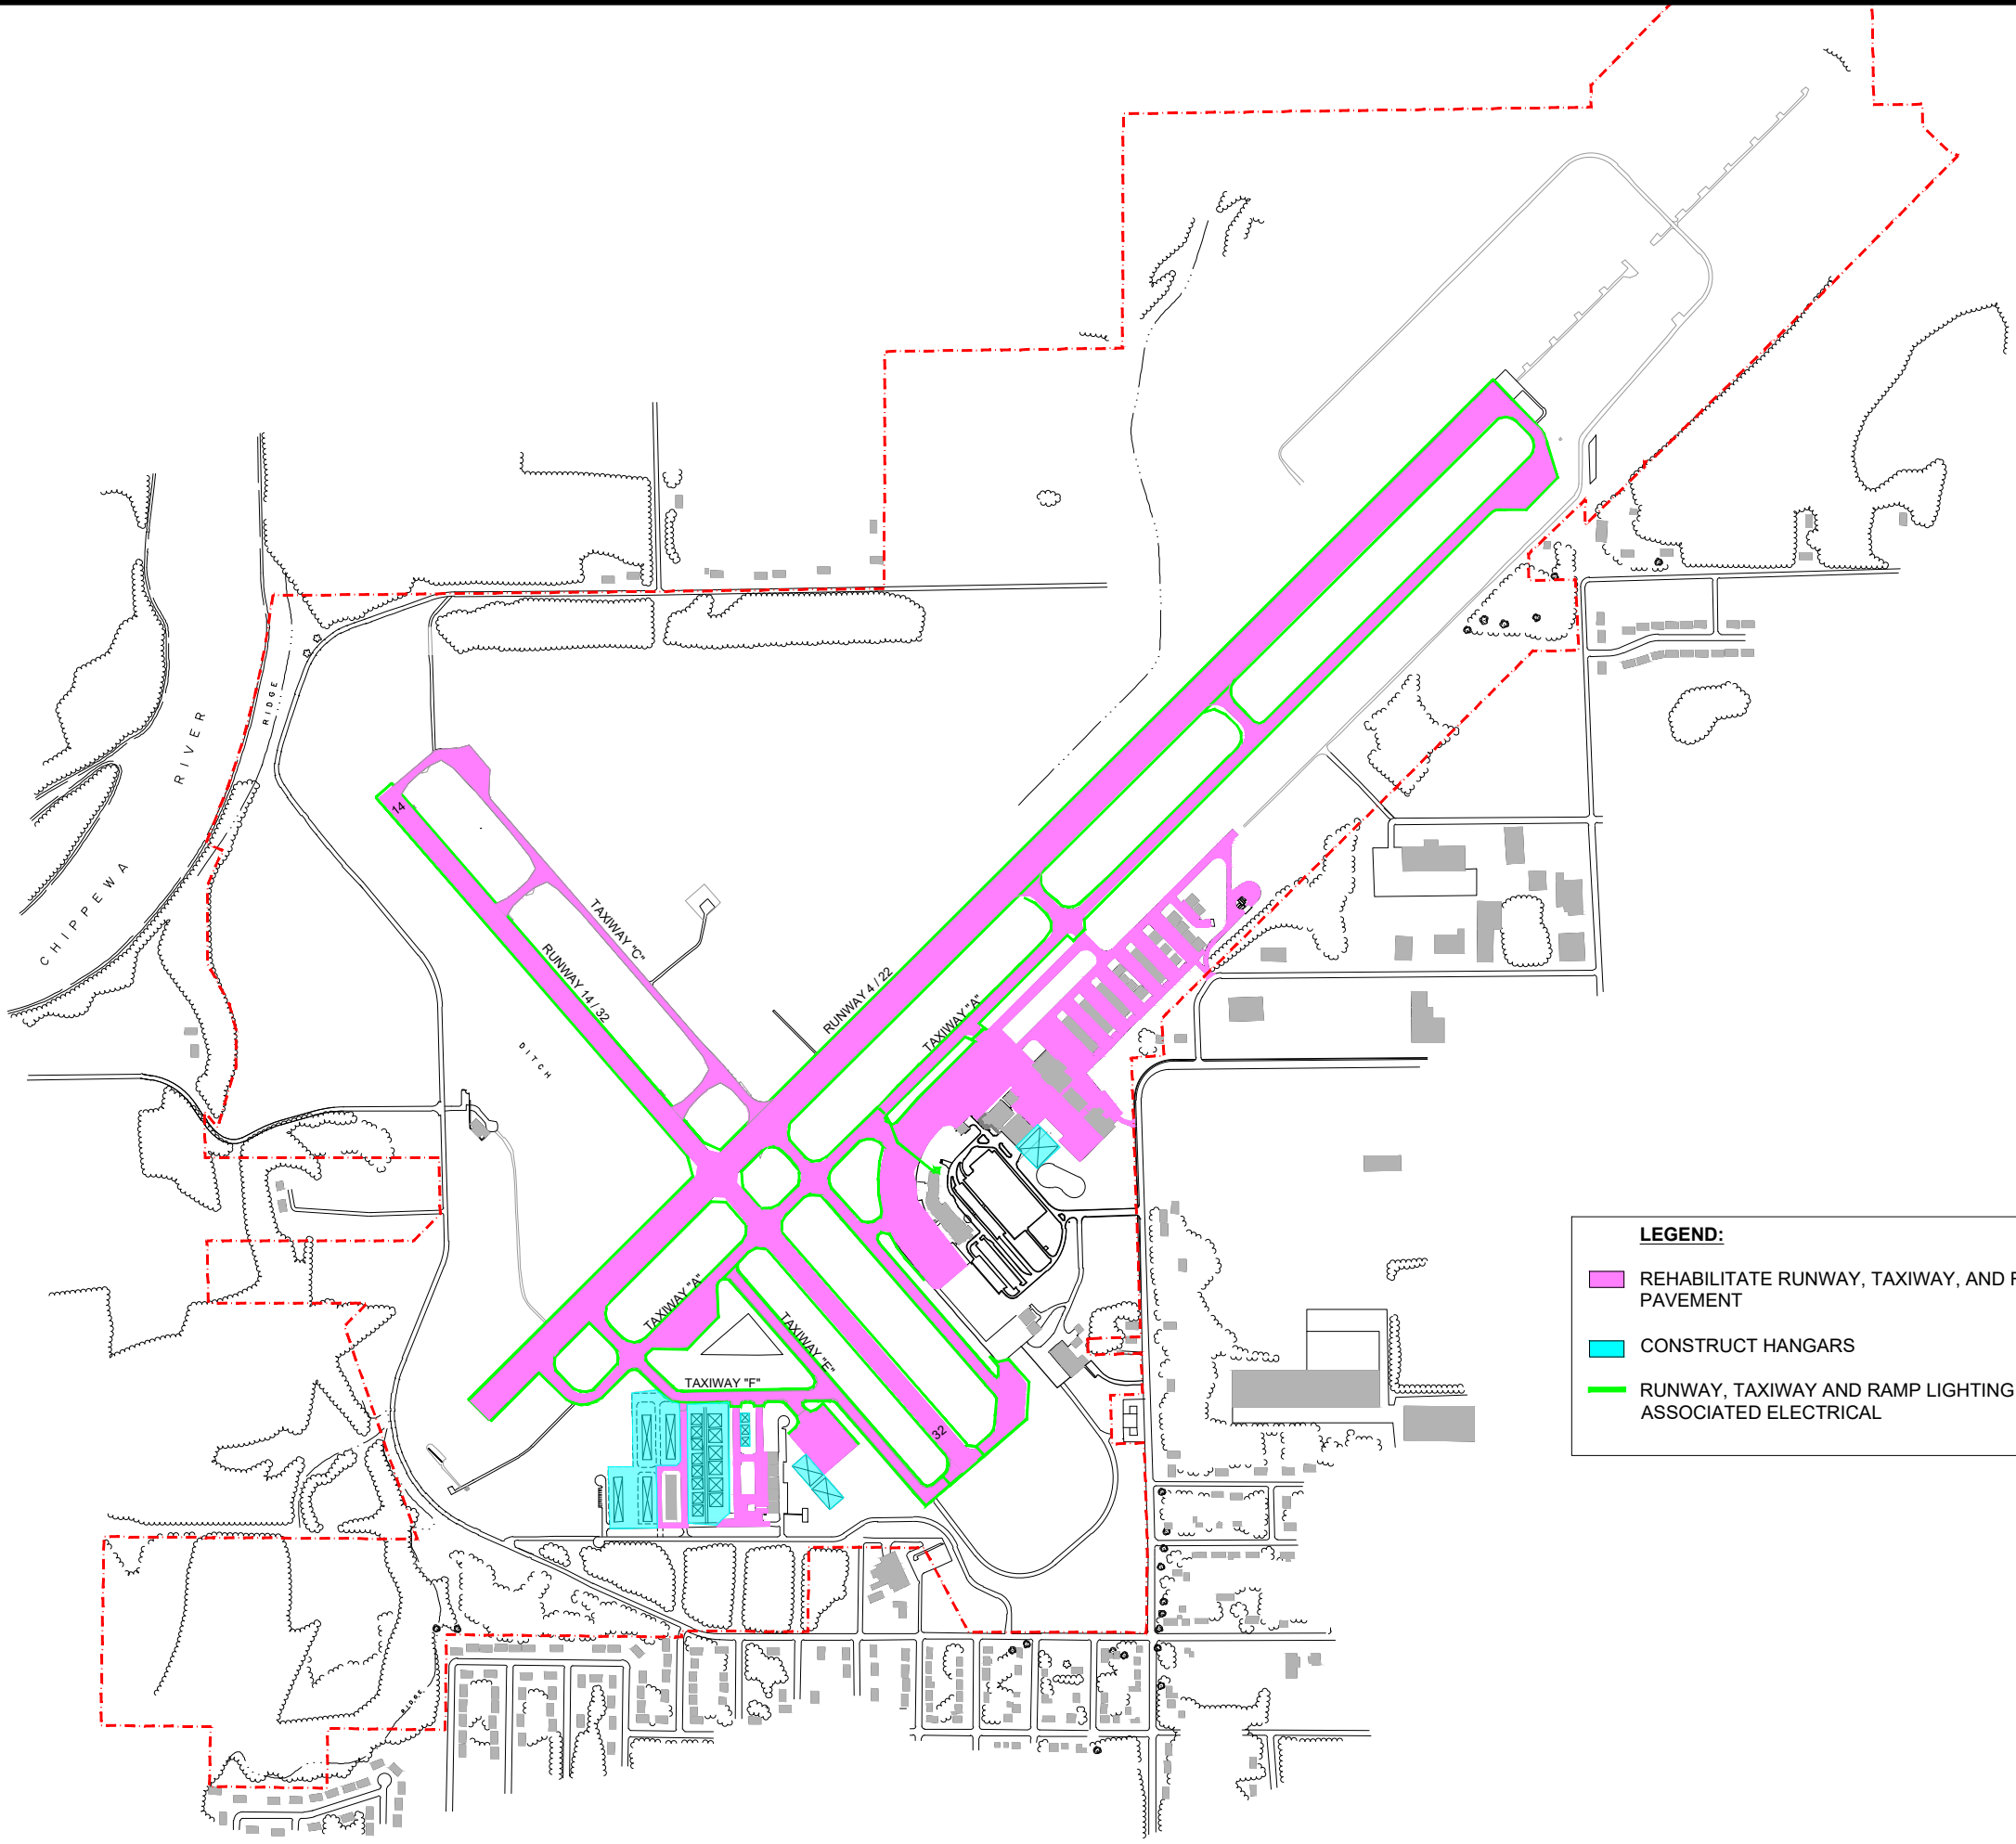 RIDGE
RIVER
CHIPPEWA
14
TAXIWAY "C"
RUNWAY 14 / 32
RUNWAY 4 / 22
TAXIWAY "A"
DITCH
TAXIWAY "A"
TAXIWAY "E"
TAXIWAY "F"
32
RIDGE
LEGEND:
REHABILITATE RUNWAY, TAXIWAY, AND
PAVEMENT
CONSTRUCT HANGARS
RUNWAY, TAXIWAY AND RAMP LIGHTING
ASSOCIATED ELECTRICAL